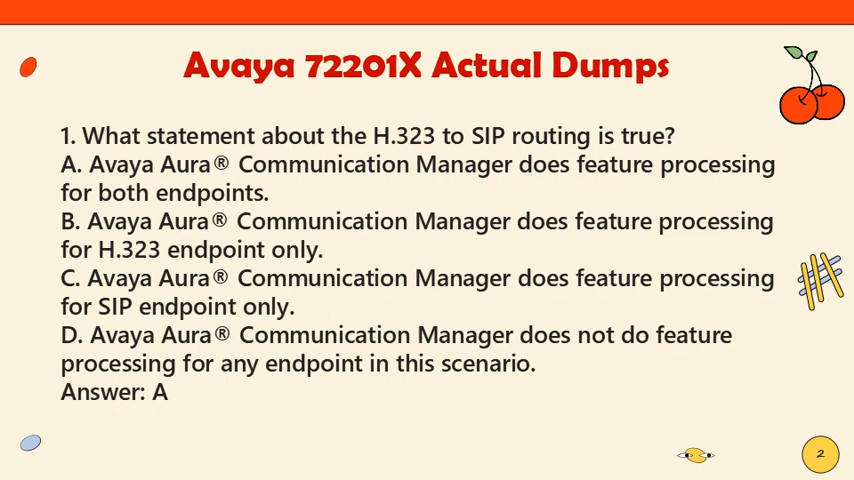 Avaya 72201X Actual Dumps
1. What statement about the H.323 to SIP routing is true?
A. Avaya Aura® Communication Manager does feature processing
for both endpoints.
B. Avaya Aura® Communication Manager does feature processing
for H.323 endpoint only.
C. Avaya Aura® Communication Manager does feature processing
for SIP endpoint only.
D. Avaya Aura® Communication Manager does not do feature
processing for any endpoint in this scenario.
Answer: A
2